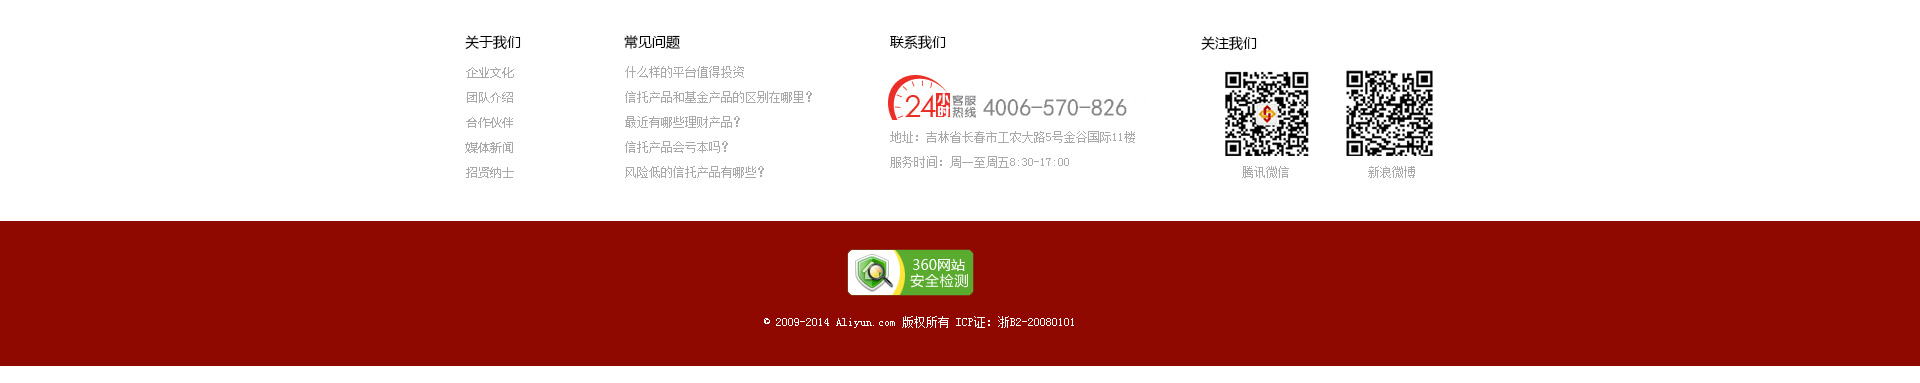 关于我们
企业文化
团队介绍
合作伙伴
媒体新闻
招贤纳士
常见问题
什么样的平台值得投资
信托产品和基金产品的区别在哪里?
最近有哪些理财产品?
信托产品会亏本吗?
风险低的信托产品有哪些?
联系我们
24小时客服热线 4006-570-826
地址：吉林省长春市工农大路5号金谷国际11楼
服务时间：周一至周五8:30-17:00
关注我们
腾讯微信
新浪微博
360网站
安全检测
© 2009-2014 Aliyun.com 版权所有 ICP证：浙B2-20080101